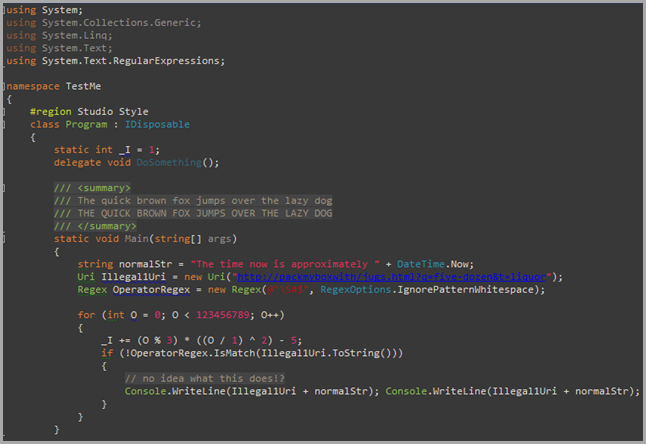 using System;
using System.Collections.Generic;
using System.Linq;
using System.Text;
using System.Text.RegularExpressions;
namespace TestMe
{
#region Studio Style
class Program : IDisposable
{
static int _I = 1;
delegate void DoSomething();
/// <summary>
/// The quick brown fox jumps over the lazy dog
/// THE QUICK BROWN FOX JUMPS OVER THE LAZY DOG
/// </summary>
static void Main(string[] args)
{
string normalStr = "The time now is approximately " + DateTime.Now;
Uri Illegal1Uri = new Uri("http://packmyboxwith/jugs.html?q=five-dozen&t=liquor");
Regex OperatorRegex = new Regex(, RegexOptions.IgnorePatternWhitespace);
for (int O = 0; O < 123456789; O++)
{
_I += (O % 3) * ((O / 1) ^ 2) - 5;
if (!OperatorRegex.IsMatch(Illegal1Uri.ToString()))
{
// no idea what this does!?
Console.WriteLine(Illegal1Uri + normalStr); Console.WriteLine(Illegal1Uri + normalStr);
}
}
}